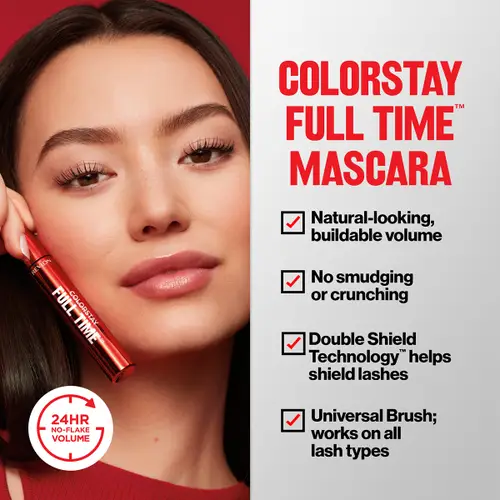 COLORSTAY
FULL TIME™
MASCARA
Natural-looking,
buildable volume
No smudging
or crunching
Double Shield
Technology™ helps
shield lashes
Universal Brush;
works on all
lash types
REVLON
COLORSTAY
FULL TIME
24HR
NO-FLAKE
VOLUME